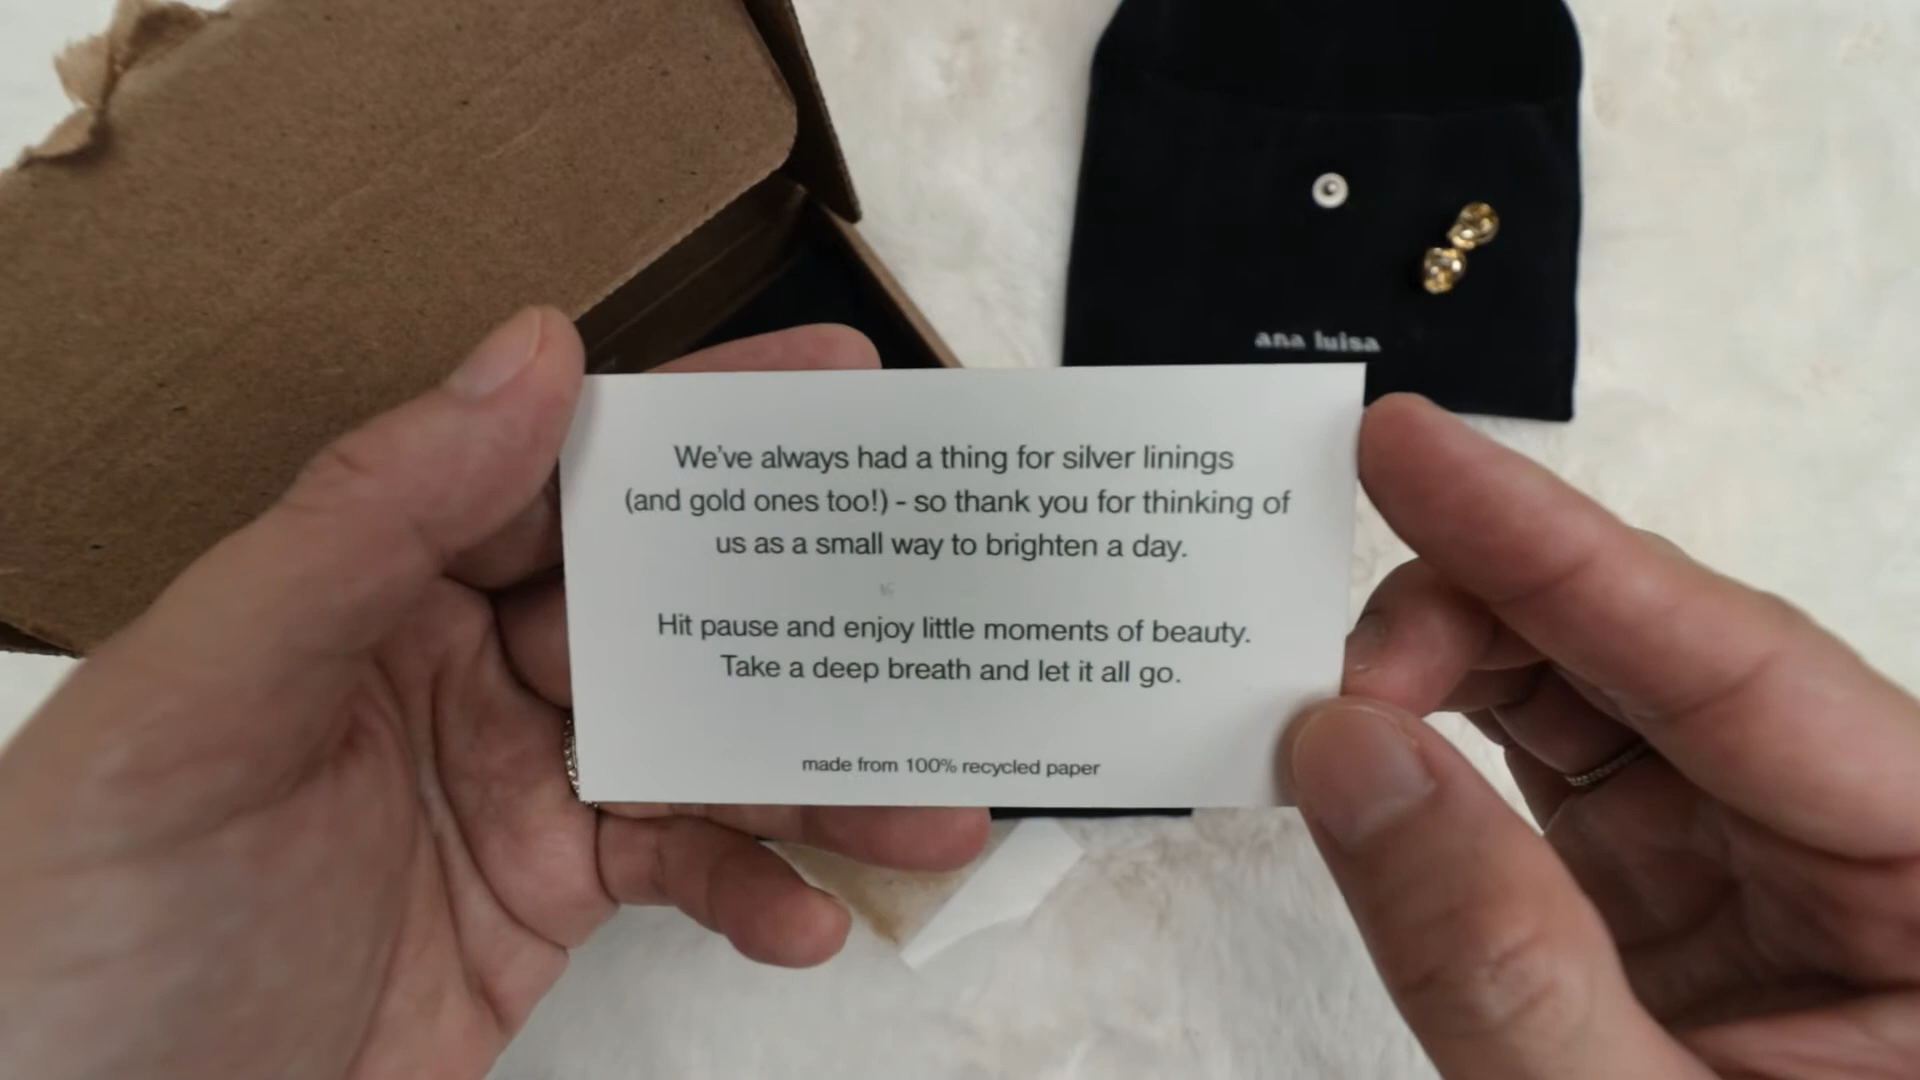 ana luisa
We've always had a thing for silver linings
(and gold ones too!) - so thank you for thinking of
us as a small way to brighten a day.
Hit pause and enjoy little moments of beauty.
Take a deep breath and let it all go.
made from 100% recycled paper